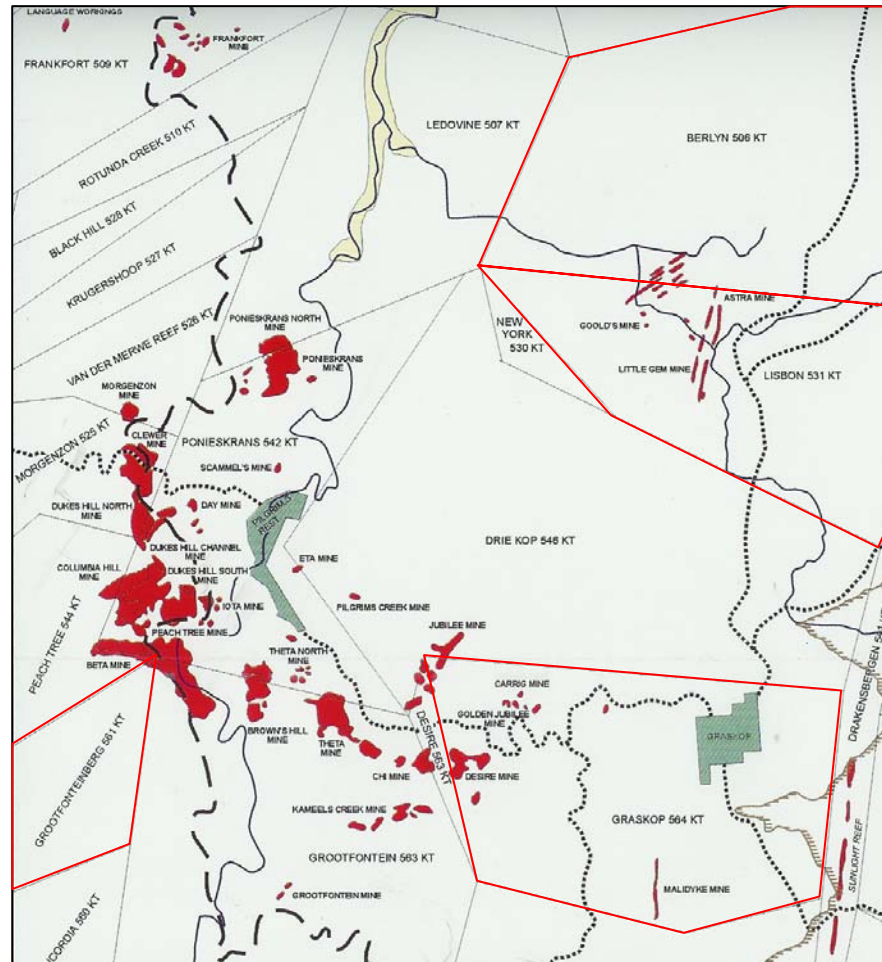 LANGUAGE WORKINGS
FRANKFORT
MINE
FRANKFORT 509 KT
LEDOVINE 507 KT
BERLYN 506 KT
ROTUNDA CREEK 510 KT
BLACK HILL 528 KT
KRUGERSHOOP 527 KT
VAN DER MERWE REEF 526 KT
PONIESKRANS NORTH
MINE
PONIESKRANS
MINE
NEW
YORK
530 KT
GOOLD'S MINE
ASTRA MINE
LITTLE GEM MINE
LISBON 531 KT
MORGENZON
MINE
MORGENZON 525 KT
CLEWER
MINE
PONIESKRANS 542 KT
SCAMMEL'S MINE
DUKES HILL NORTH
MINE
DAY MINE
PILGRIM'S
REST
DRIE KOP 546 KT
DUKES HILL CHANNEL
MINE
COLUMBIA HILL
MINE
DUKES HILL SOUTH
MINE
ETA MINE
IOTA MINE
PILGRIMS CREEK MINE
PEACH TREE 544 KT
PEACH TREE MINE
JUBILEE MINE
BETA MINE
THETA NORTH
MINE
CARRIG MINE
GOLDEN JUBILEE
MINE
DRAKENSBERGEN
GROOTFONTEINBERG 561 KT
BROWN'S HILL
MINE
THETA
MINE
DESIRE 563 KT
GRASKOP
CHI MINE
DESIRE MINE
KAMEELS CREEK MINE
GRASKOP 564 KT
GROOTFONTEIN 563 KT
SUNLIGHT REEF
GROOTFONTEIN MINE
MALIDYKE MINE
560 KT